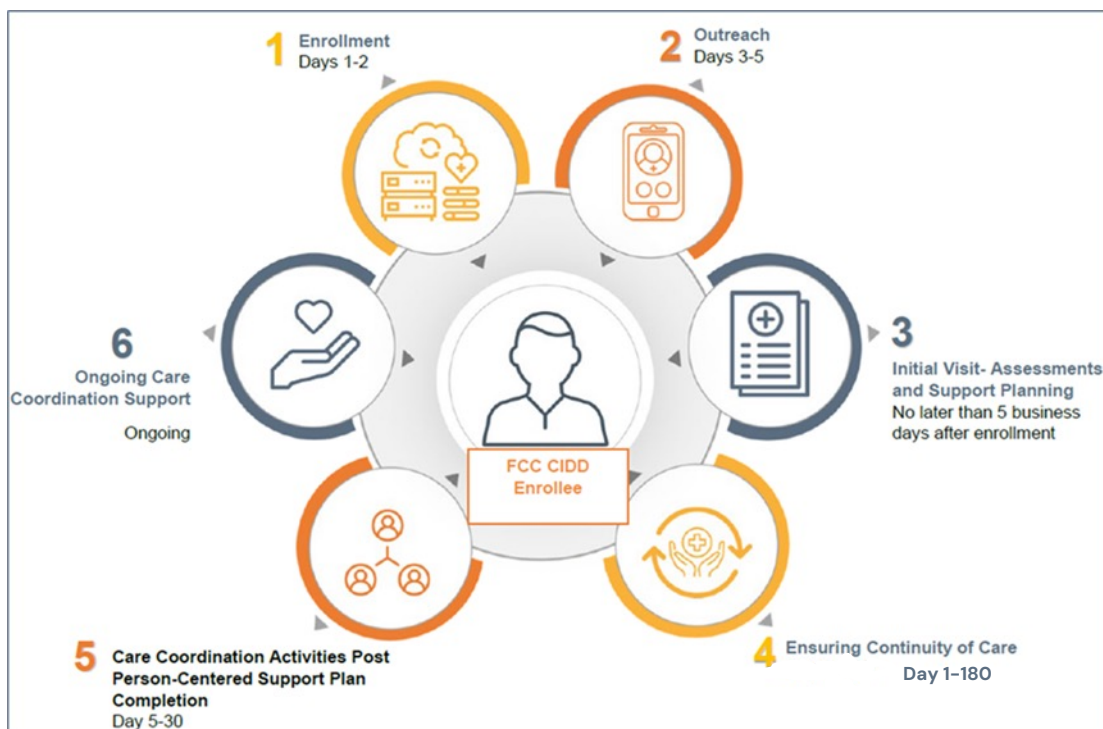 1 Enrollment
Days 1-2
2 Outreach
Days 3-5
3
Initial Visit- Assessments
and Support Planning
No later than 5 business
days after enrollment
4 Ensuring Continuity of Care
Day 1-180
5 Care Coordination Activities Post
Person-Centered Support Plan
Completion
Day 5-30
6
Ongoing Care
Coordination Support
Ongoing
FCC CIDD
Enrollee